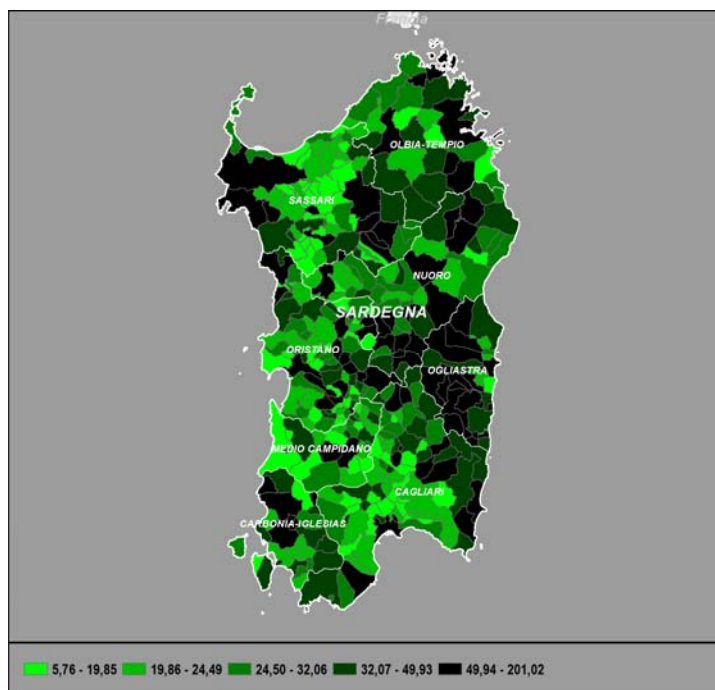 Francia
OLBIA-TEMPIO
SASSARI
NUORO
SARDEGNA
ORISTANO
OGLIASTRA
MEDIO CAMPIDANO
CAGLIARI
CARBONIA-IGLESIAS
5,76 - 19,85 19,86 - 24,49 24,50 - 32,06 32,07 - 49,93 49,94 - 201,02